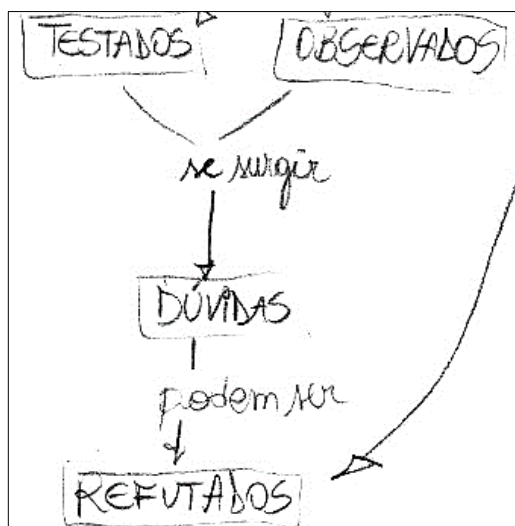 TESTADOS OBSERVADOS
se surgir
DÚVIDAS
podem ser
REFUTADOS